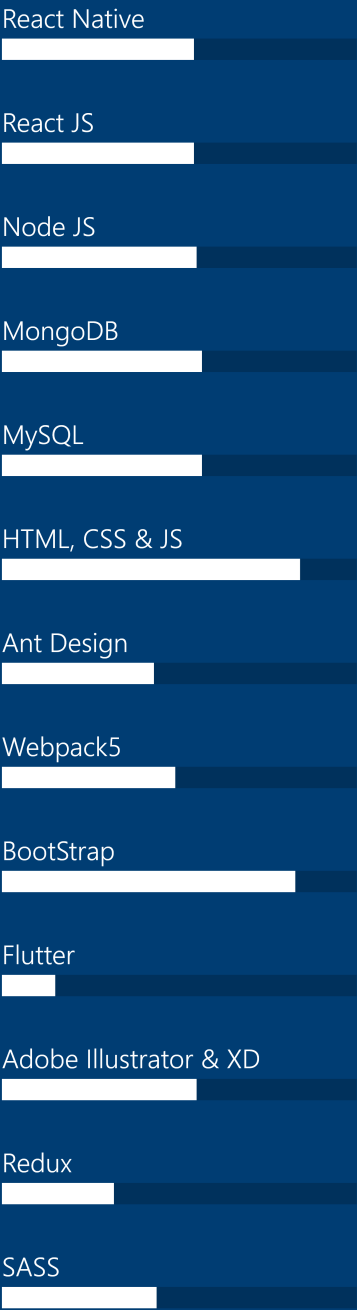 React Native
React JS
Node JS
MongoDB
MySQL
HTML, CSS & JS
Ant Design
Webpack5
BootStrap
Flutter
Adobe Illustrator & XD
Redux
SASS